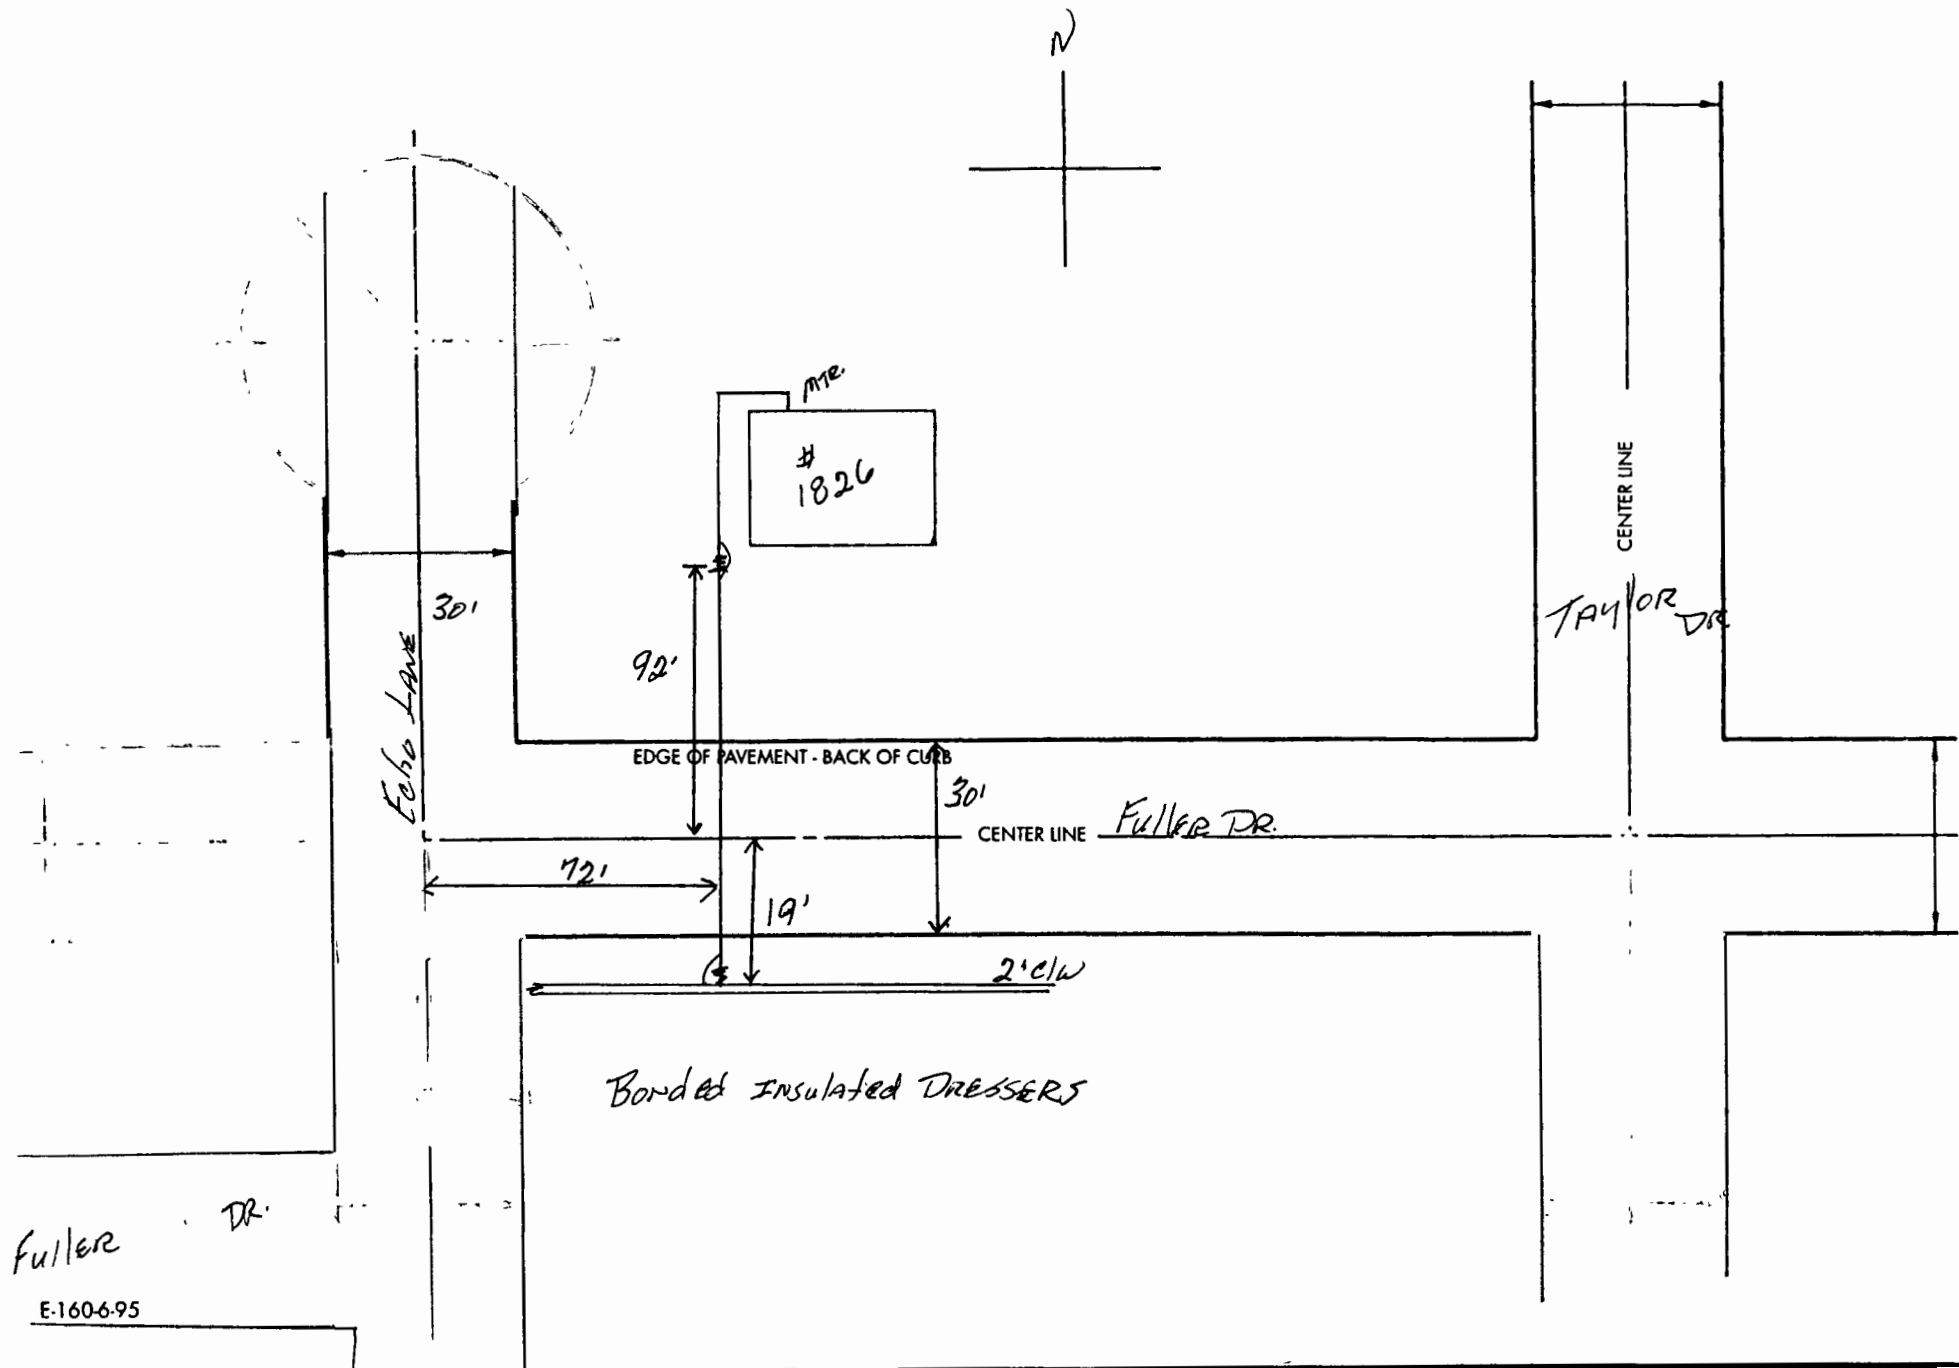 N
MTR.
#
1826
CENTER LINE
30'
TAYLOR DR
92'
Echo LANE
EDGE OF PAVEMENT - BACK OF CURB
30'
CENTER LINE
FULLER DR.
72'
19'
2" C/W
Bonded INSulAted DRESSERS
FullER DR.
E-160-6-95